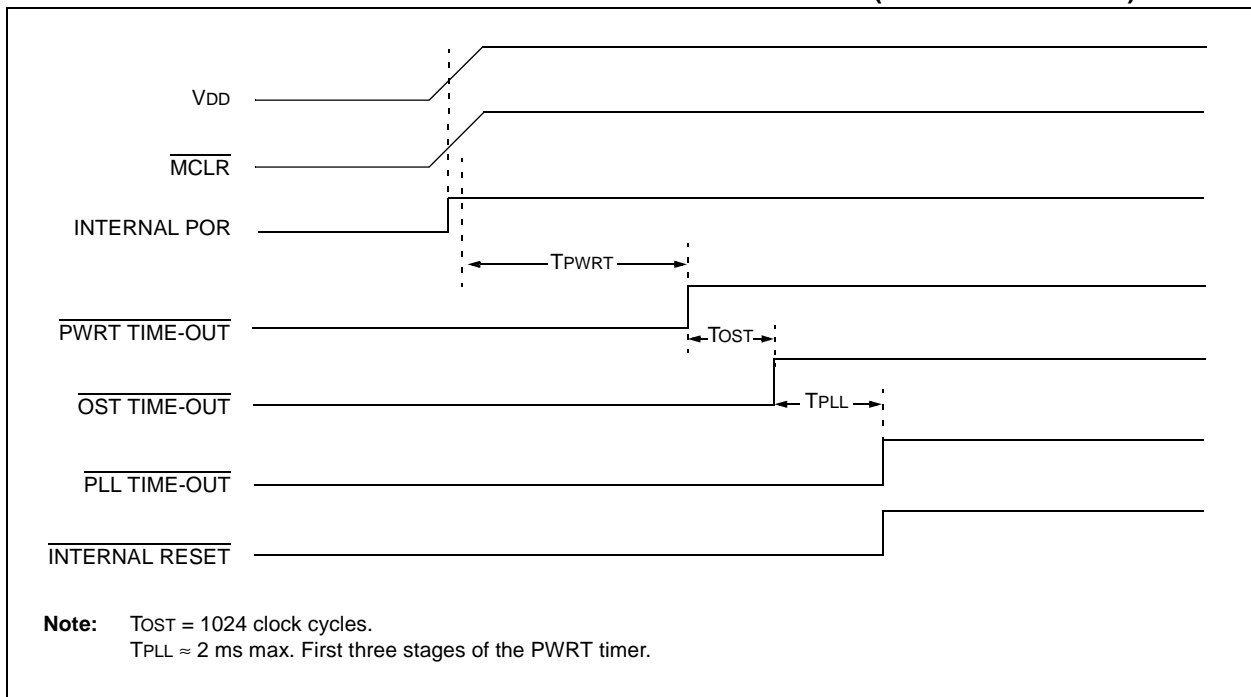 VDD
MCLR
INTERNAL POR
TPWRT
PWRT TIME-OUT
TOST
OST TIME-OUT
TPLL
PLL TIME-OUT
INTERNAL RESET
Note: TOST = 1024 clock cycles.
TPLL ≈ 2 ms max. First three stages of the PWRT timer.